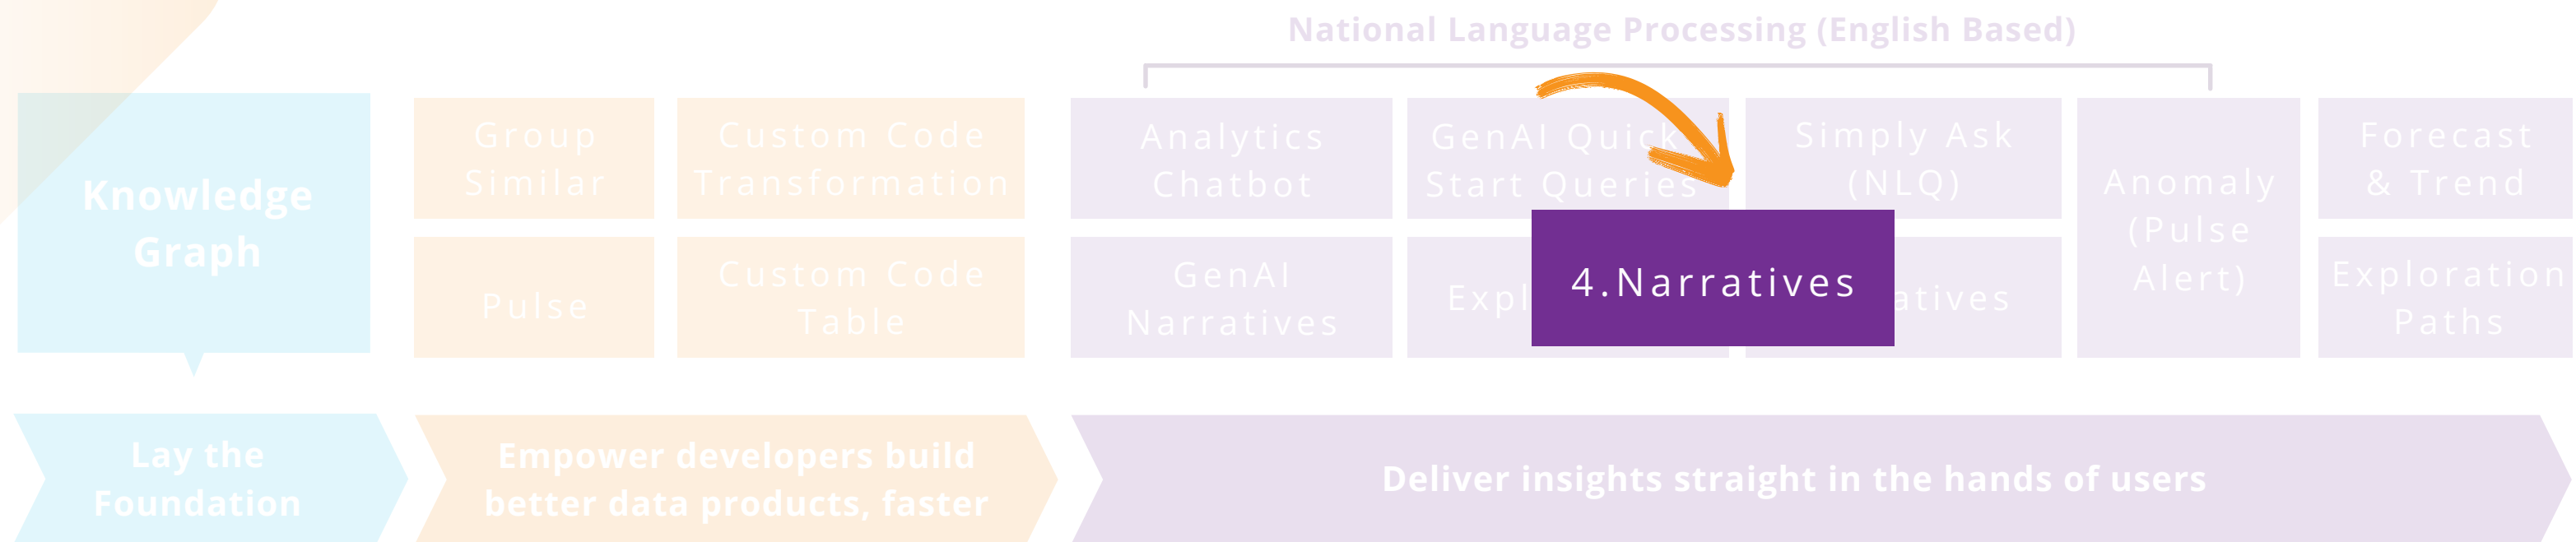 National Language Processing (English Based)
Knowledge
Graph
Group
Similar
Custom Code
Transformation
Pulse
Custom Code
Table
Analytics
Chatbot
GenAI Quick
Start Queries
Simply Ask
(NLQ)
GenAI
Narratives
Expl
4.Narratives
atives
Anomaly
(Pulse
Alert)
Forecast
& Trend
Exploration
Paths
Lay the
Foundation
Empower developers build
better data products, faster
Deliver insights straight in the hands of users